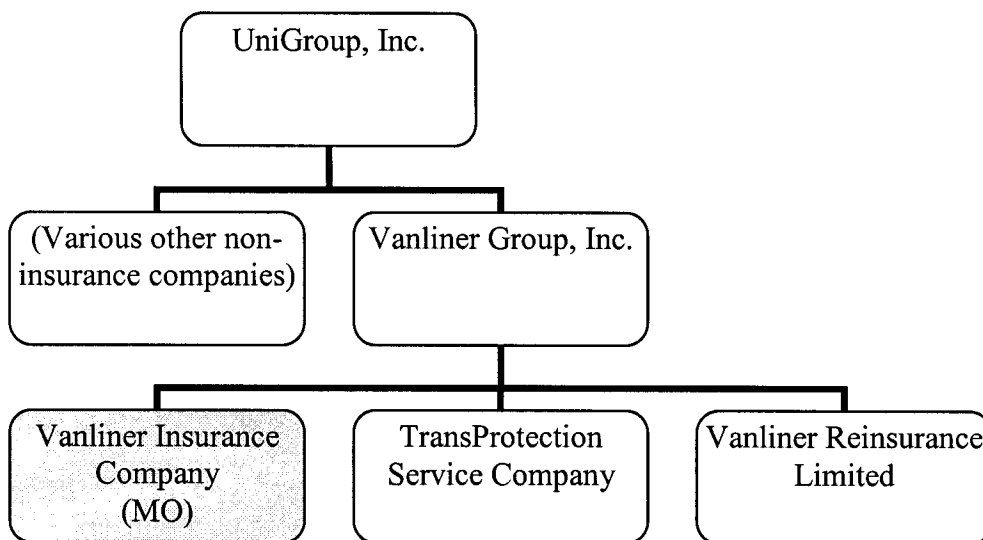 UniGroup, Inc.
(Various other non-
insurance companies)
Vanliner Group, Inc.
Vanliner Insurance
Company
(MO)
TransProtection
Service Company
Vanliner Reinsurance
Limited